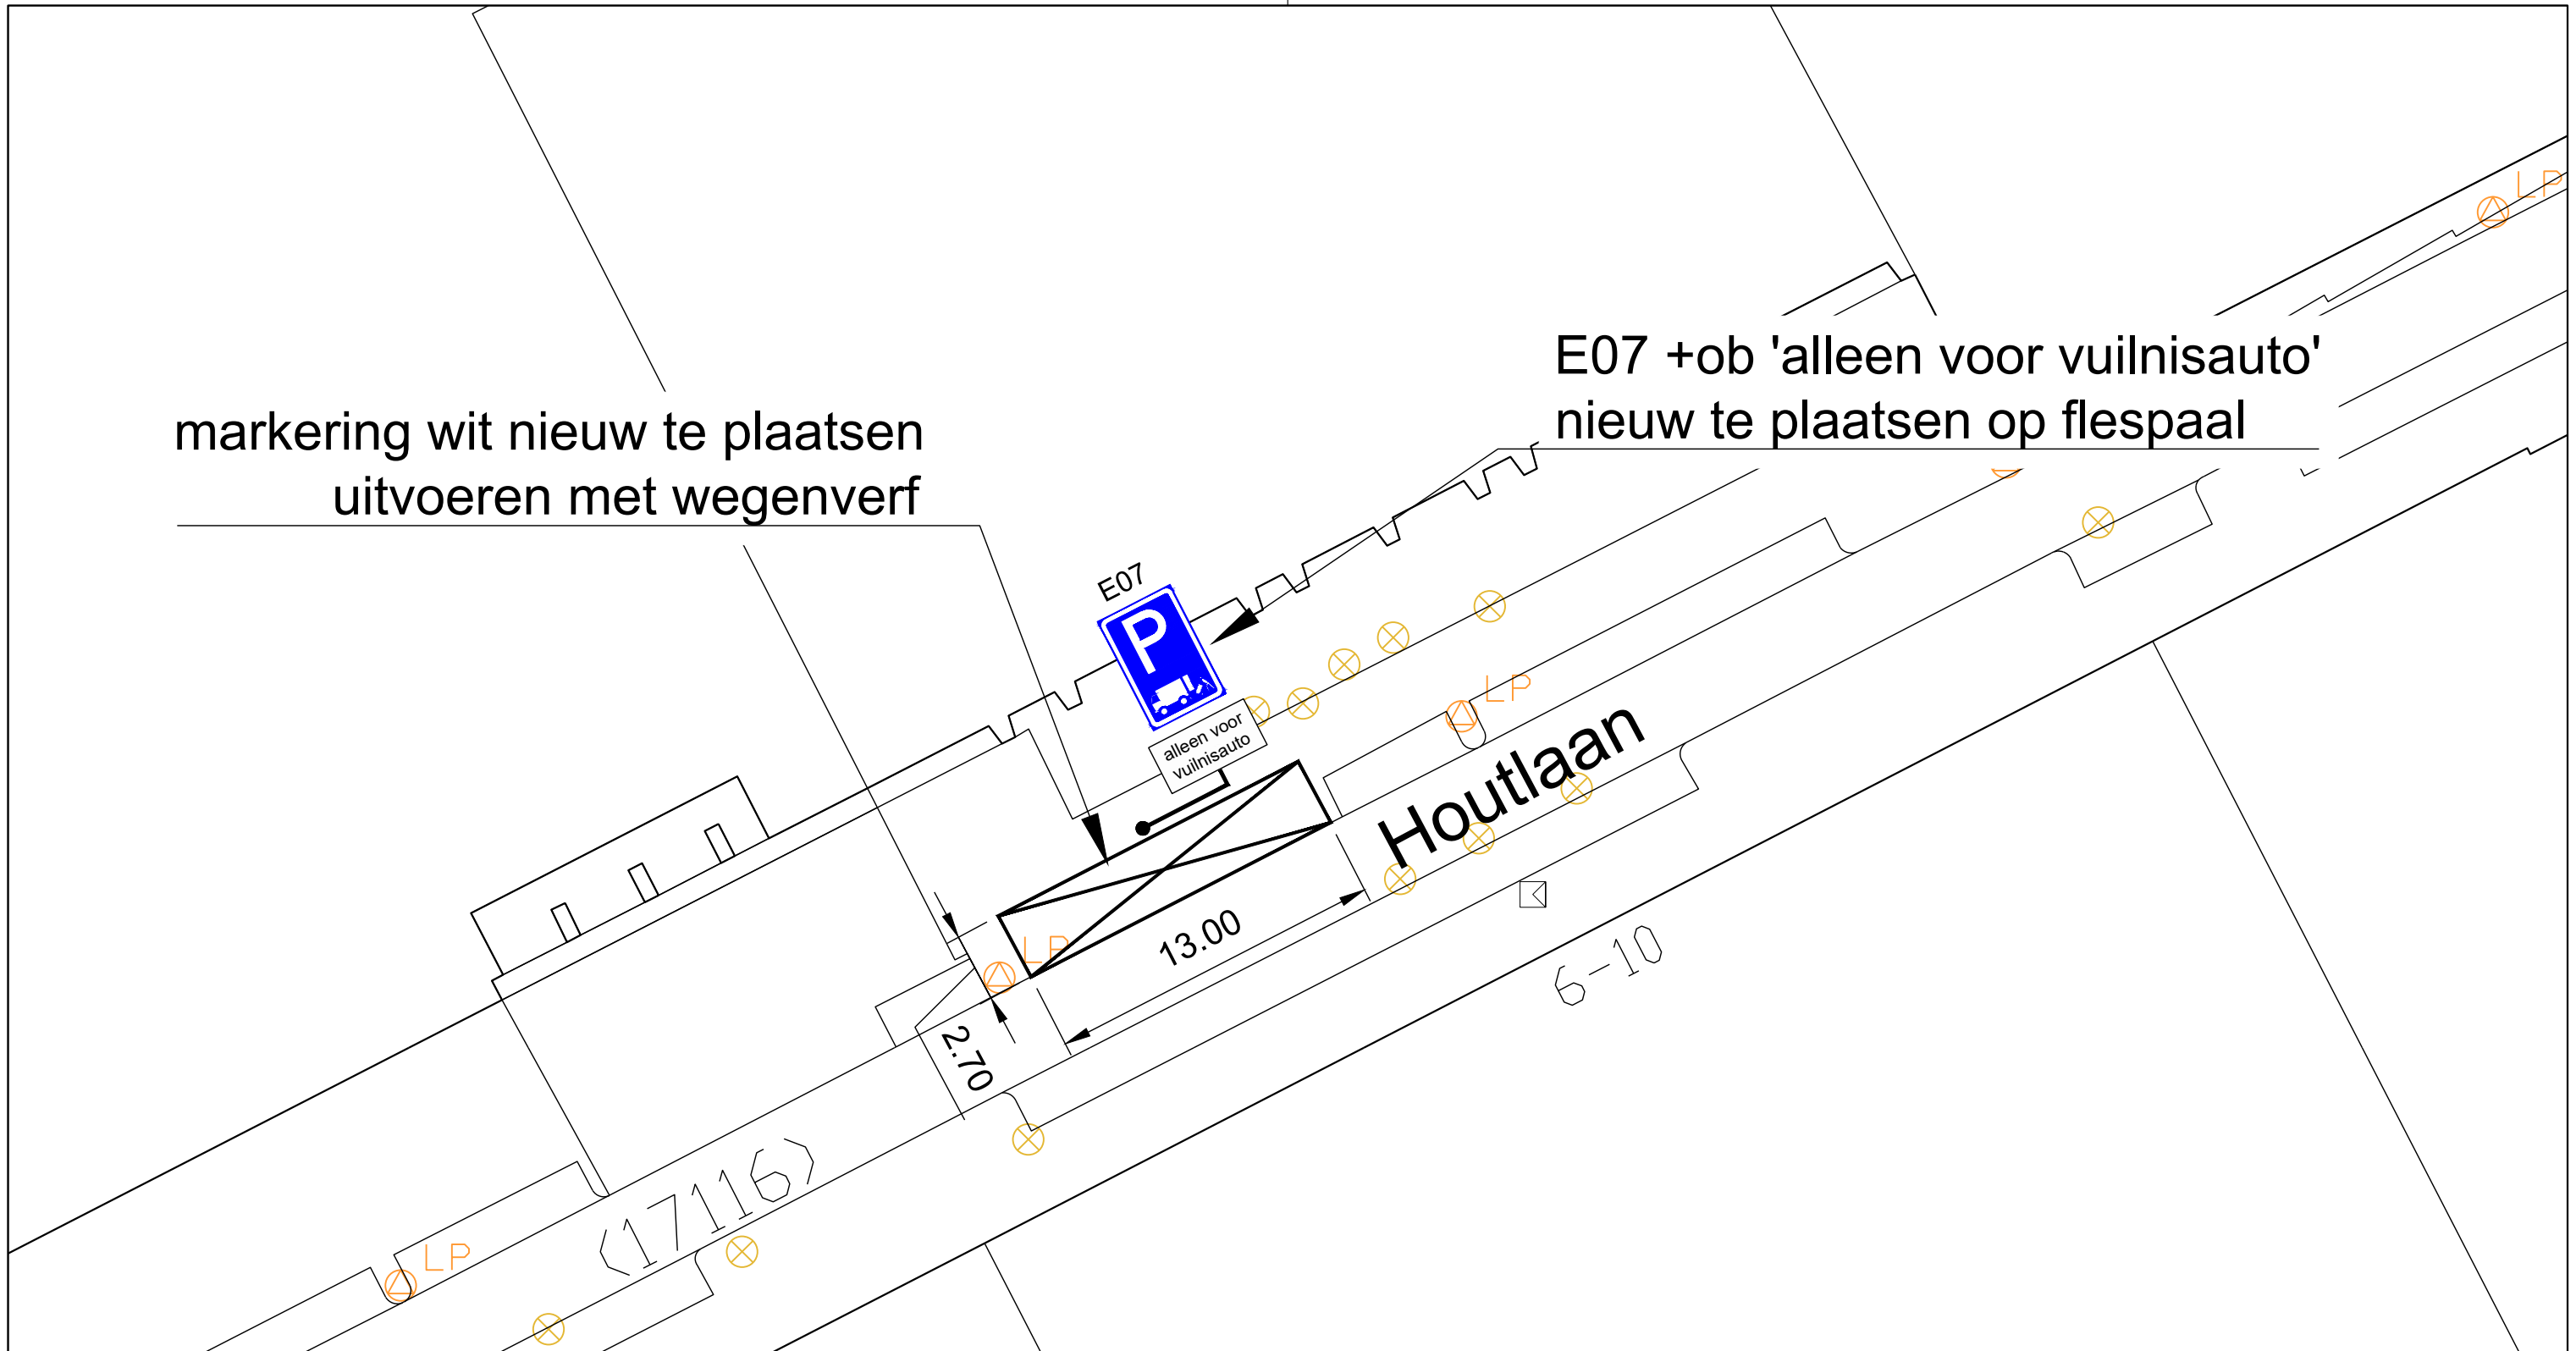 E07 +ob 'alleen voor vuilnisauto'
nieuw te plaatsen op flespaal
markering wit nieuw te plaatsen
uitvoeren met wegenverf
E07
P
alleen voor
vuilnisauto
Houtlaan
13.00
2.70
6-10
(17116)
LP
LP
LP
LP